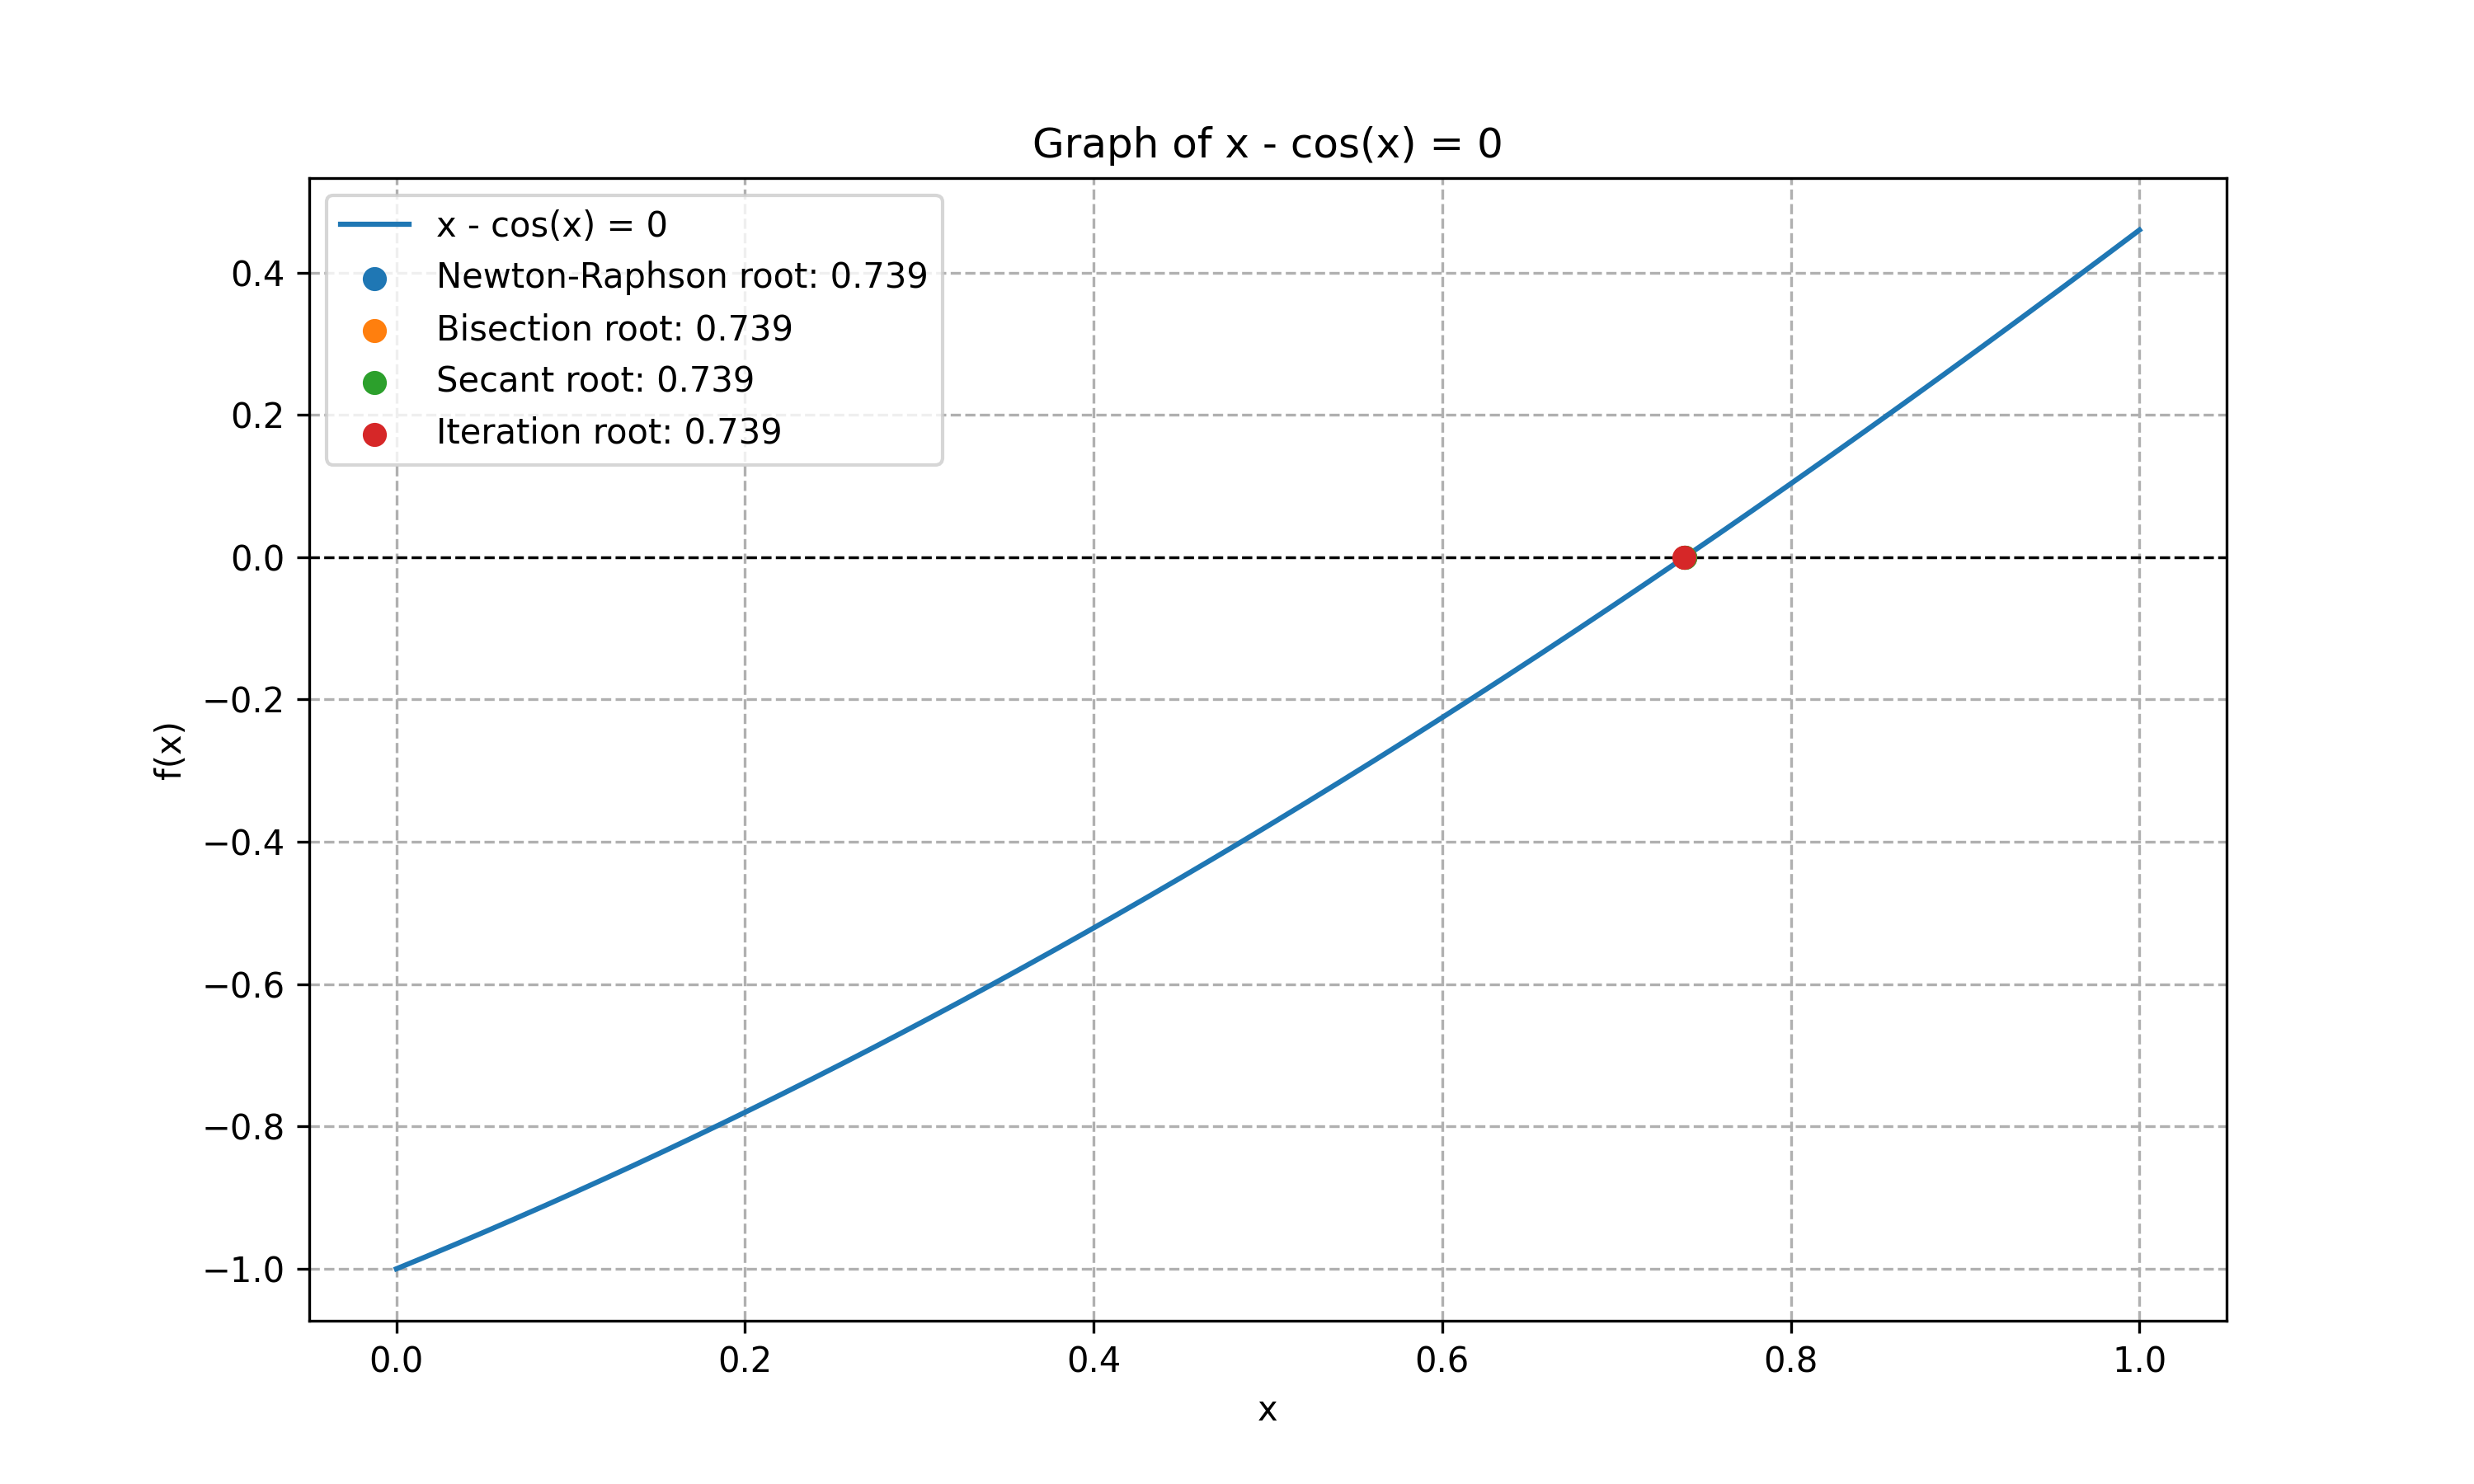 Graph of x - cos(x) = 0
x - cos(x) = 0
Newton-Raphson root: 0.739
Bisection root: 0.739
Secant root: 0.739
Iteration root: 0.739
0.4
0.2
0.0
−0.2
−0.4
−0.6
−0.8
−1.0
f(x)
0.0 0.2 0.4 0.6 0.8 1.0
x